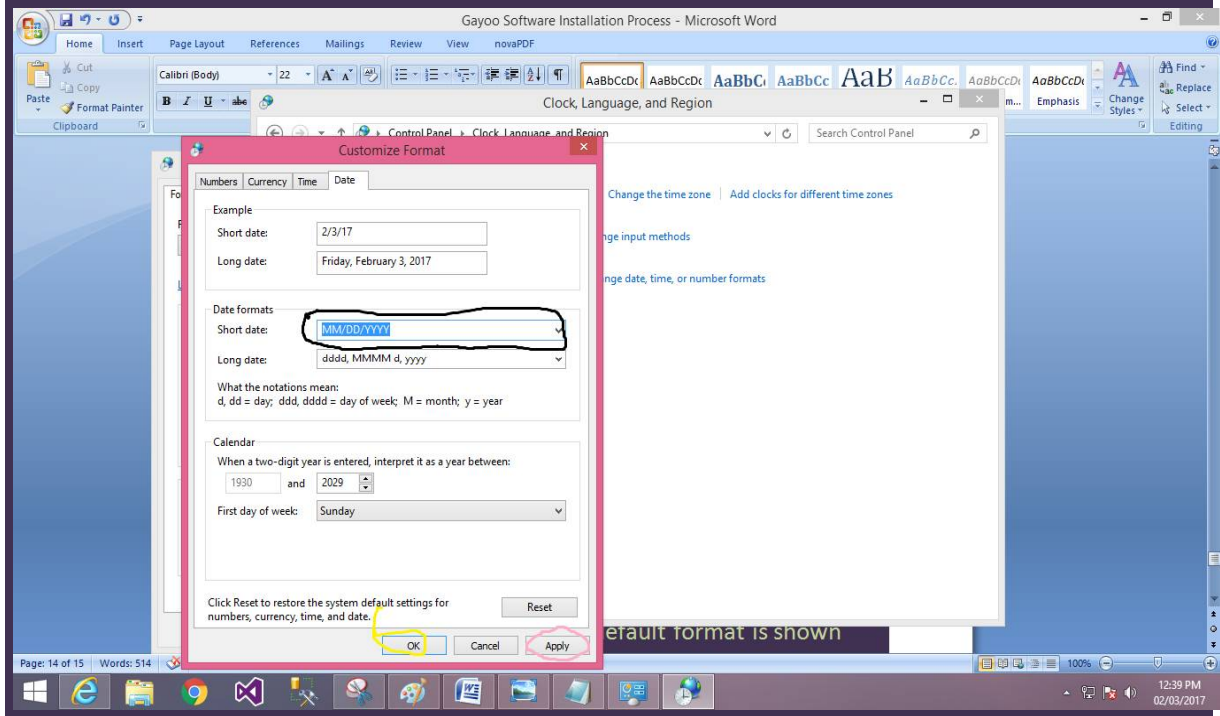 Gayoo Software Installation Process - Microsoft Word
Home Insert Page Layout References Mailings Review View novaPDF
Paste
Cut
Copy
Format Painter
Clipboard
Calibri (Body) 22
B I U abc
AaBbCcDc AaBbCcDc AaBbCc AaBbCc AaB AaBbCc. AaBbCcDc AaBbCcDc
m... Emphasis
Change Styles
Find
Replace
Select
Editing
Clock, Language, and Region
Control Panel Clock, Language, and Region
Search Control Panel
Change the time zone Add clocks for different time zones
nge input methods
nge date, time, or number formats
Fo
Customize Format
Numbers Currency Time Date
Example
Short date: 2/3/17
Long date: Friday, February 3, 2017
Date formats
Short date: MM/DD/YYYY
Long date: dddd, MMMM d, yyyy
What the notations mean:
d, dd = day; ddd, dddd = day of week; M = month; y = year
Calendar
When a two-digit year is entered, interpret it as a year between:
1930 and 2029
First day of week: Sunday
Click Reset to restore the system default settings for
numbers, currency, time, and date.
Reset
OK Cancel Apply
efault format is shown
Page: 14 of 15 Words: 514
100%
12:39 PM
02/03/2017